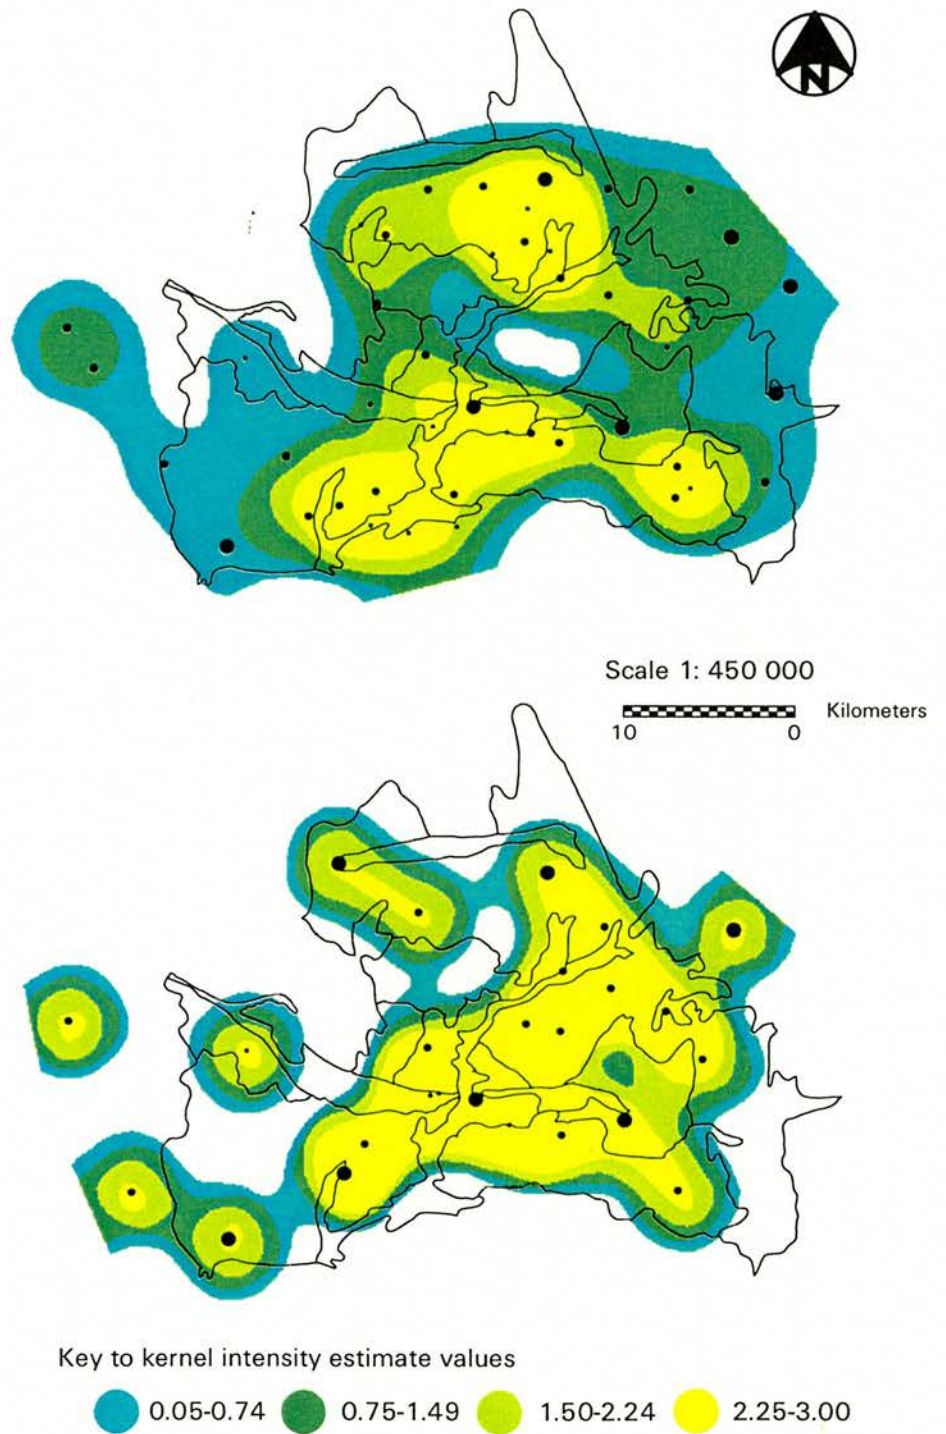 N
Scale 1: 450 000
Kilometers
10 0
Key to kernel intensity estimate values
0.05-0.74 0.75-1.49 1.50-2.24 2.25-3.00